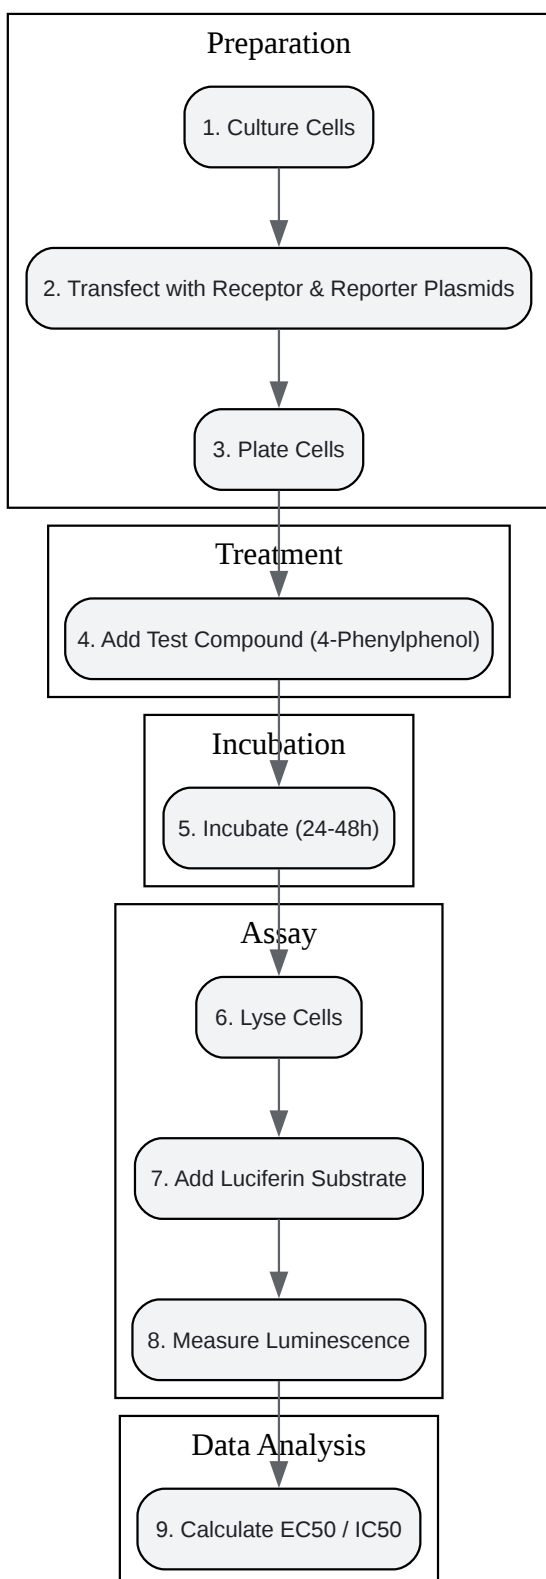 Preparation
1. Culture Cells
2. Transfect with Receptor & Reporter Plasmids
3. Plate Cells
Treatment
4. Add Test Compound (4-Phenylphenol)
Incubation
5. Incubate (24-48h)
Assay
6. Lyse Cells
7. Add Luciferin Substrate
8. Measure Luminescence
Data Analysis
9. Calculate EC50 / IC50